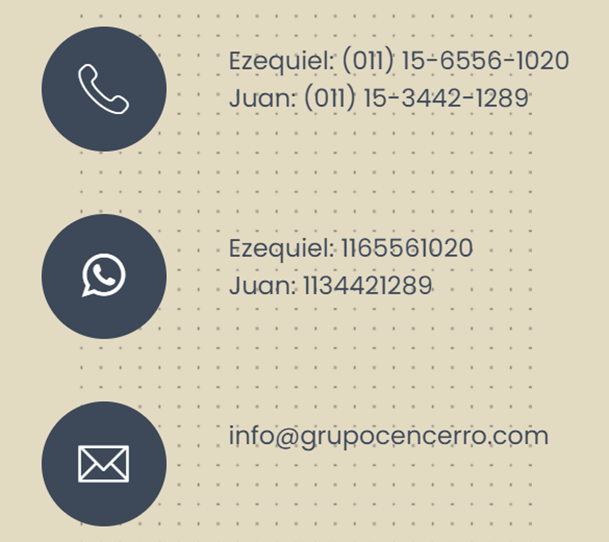 Ezequiel: (011) 15-6556-1020
Juan: (011) 15-3442-1289
Ezequiel: 1165561020
Juan: 1134421289
info@grupocencerro.com